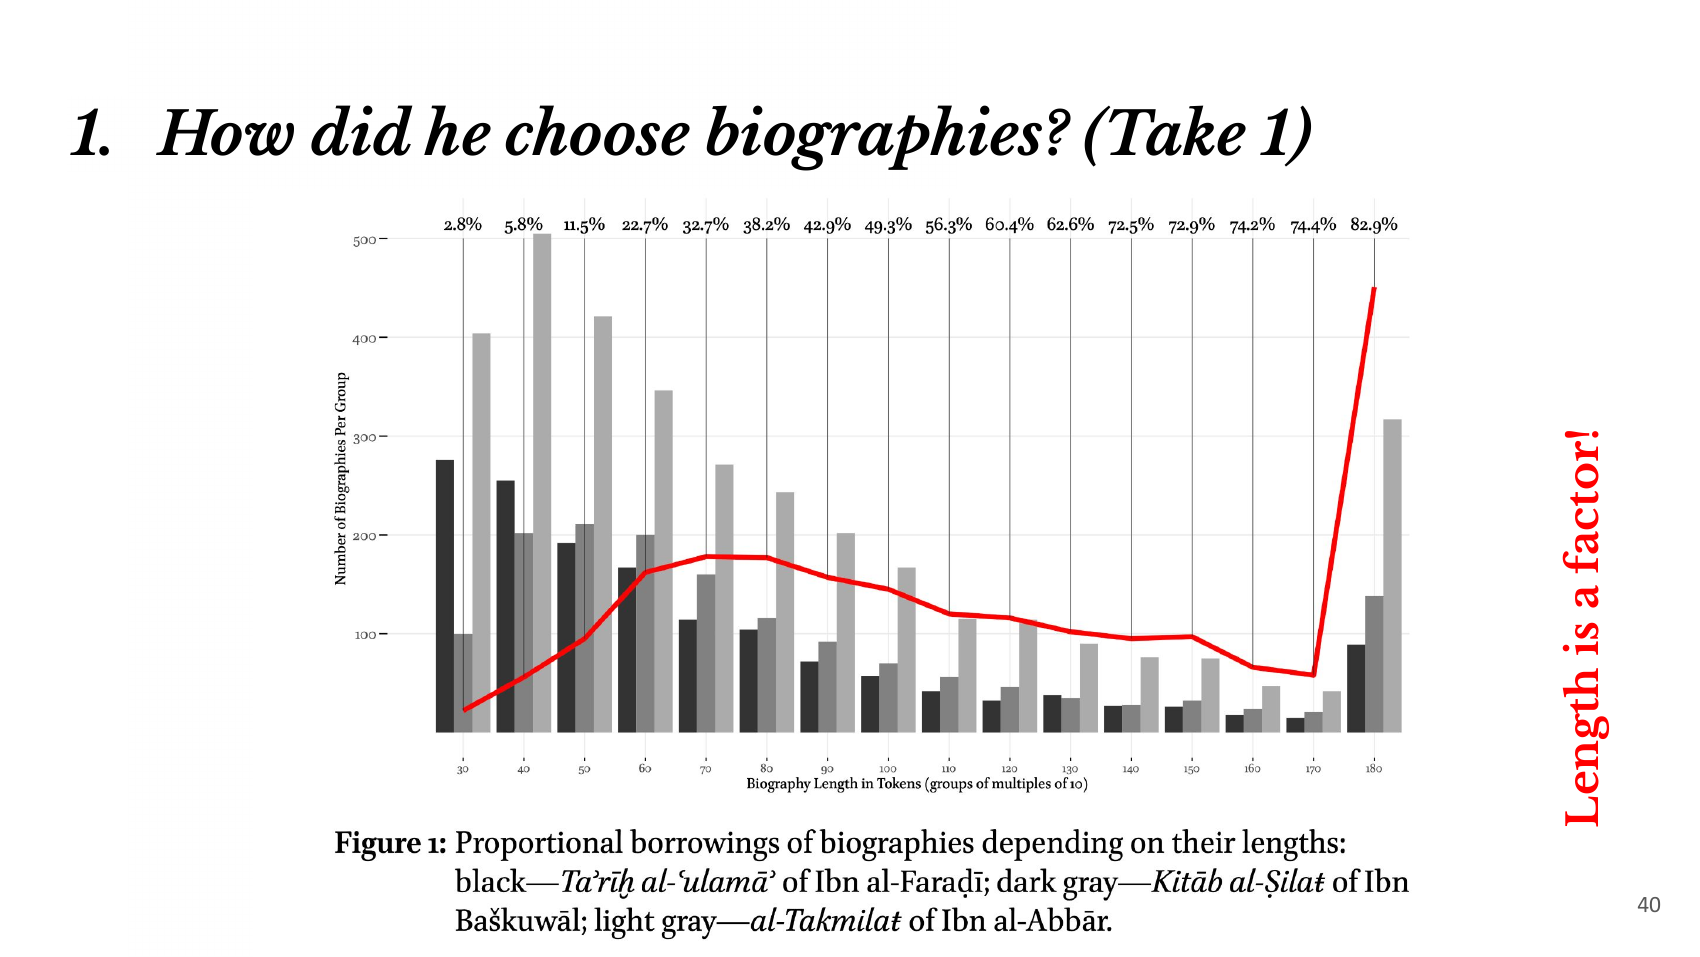 1. How did he choose biographies? (Take 1)
2.8% 5.8% 11.5% 22.7% 32.7% 38.2% 42.9% 49.3% 56.3% 60.4% 62.6% 72.5% 72.9% 74.2% 74.4% 82.9%
500
400
300
200
100
Number of Biographies Per Group
30 40 50 60 70 80 90 100 110 120 130 140 150 160 170 180
Biography Length in Tokens (groups of multiples of 10)
Length is a factor!
Figure 1: Proportional borrowings of biographies depending on their lengths:
black—Taʾrīḫ al-ʿulamāʾ of Ibn al-Faraḍī; dark gray—Kitāb al-Ṣilaŧ of Ibn
Baškuwāl; light gray—al-Takmilaŧ of Ibn al-Abbār.
40